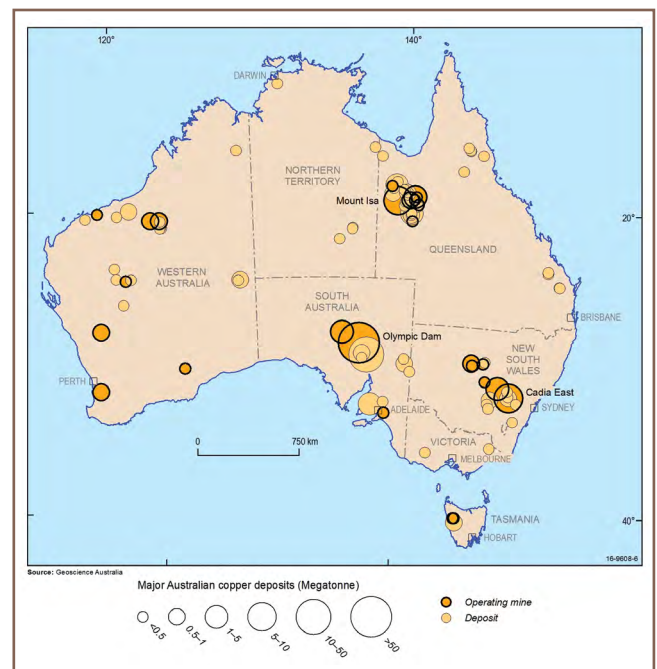 120°
140°
DARWIN
NORTHERN
TERRITORY
Mount Isa
20°
QUEENSLAND
WESTERN
AUSTRALIA
SOUTH
AUSTRALIA
BRISBANE
Olympic Dam
NEW
SOUTH
WALES
PERTH
Cadia East
ADELAIDE
SYDNEY
0
750 km
VICTORIA
MELBOURNE
TASMANIA
40°
HOBART
16-9608-6
Source: Geoscience Australia
Major Australian copper deposits (Megatonne)
<0.5
0.5–1
1–5
5–10
10–50
>50
Operating mine
Deposit